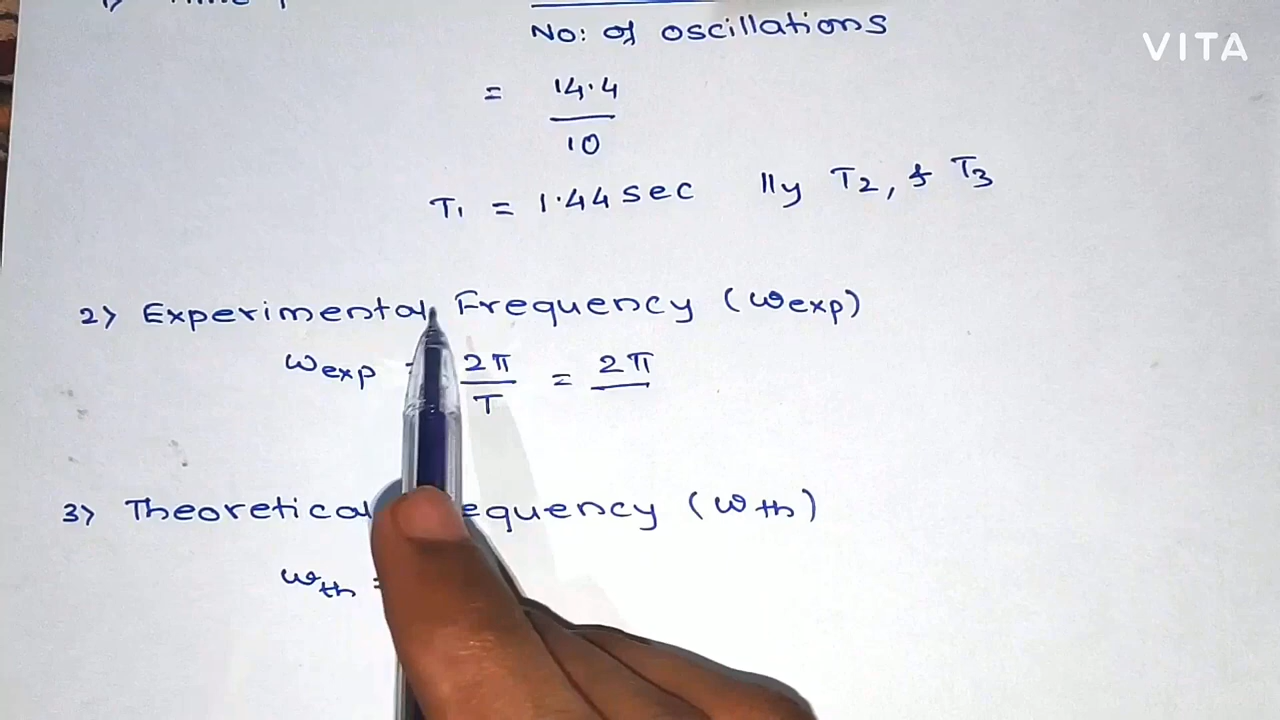 VITA
No: of oscillations
= 14.4
10
T1 = 1.44 sec lly T2, & T3
2> Experimental Frequency (ωexp)
ωexp = 2π / T = 2π
3> Theoretical equency (ωth)
ωth =